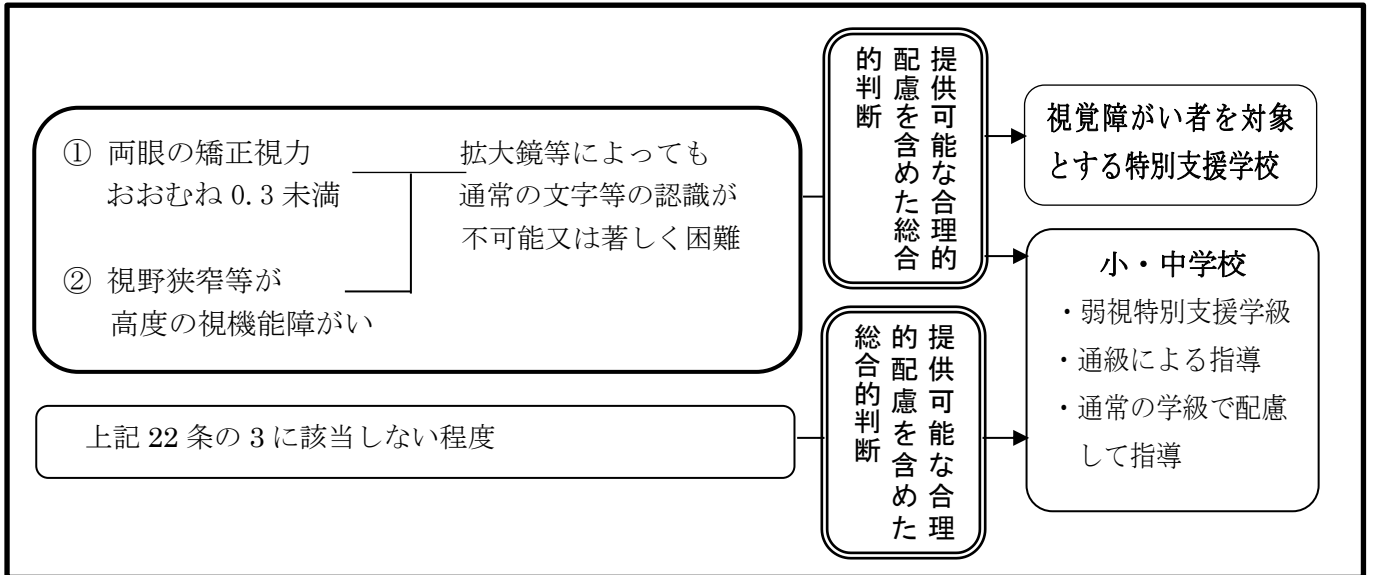 ① 両眼の矯正視力
おおむね 0.3 未満
拡大鏡等によっても
通常の文字等の認識が
不可能又は著しく困難
② 視野狭窄等が
高度の視機能障がい
上記 22 条の 3 に該当しない程度
提供可能な合理的
配慮を含めた総合
的判断
提供可能な合理
的配慮を含めた
総合的判断
視覚障がい者を対象
とする特別支援学校
小・中学校
・弱視特別支援学級
・通級による指導
・通常の学級で配慮
して指導